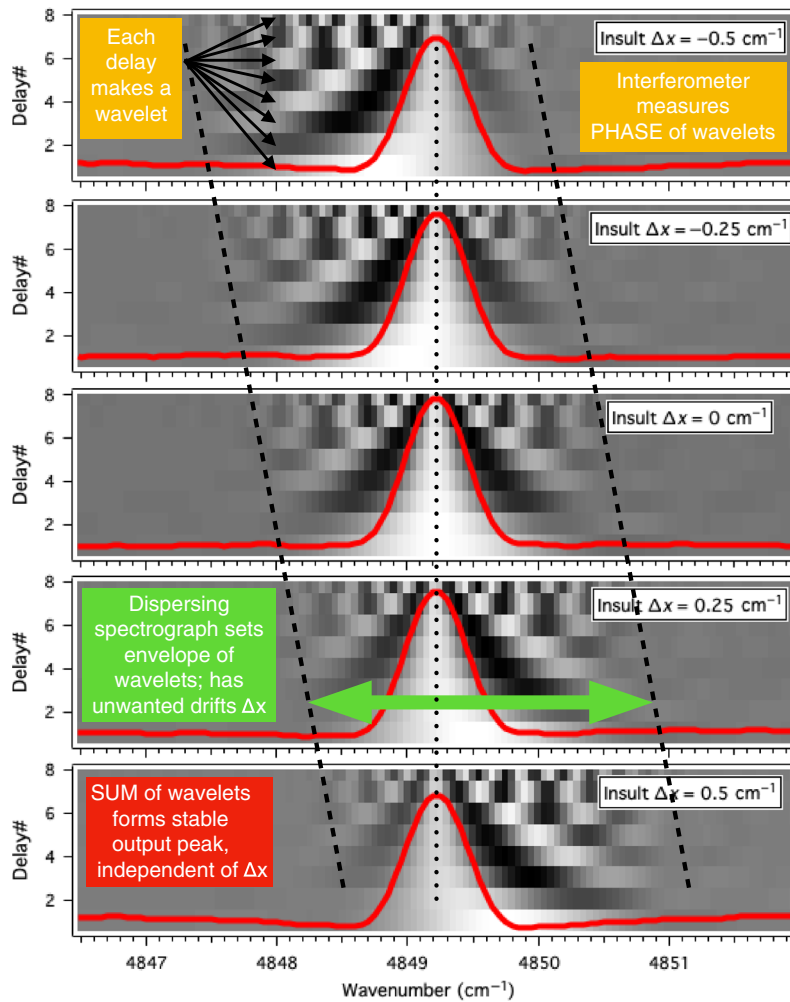 8
6
4
2
Delay#
Each
delay
makes a
wavelet
Insult Δx = −0.5 cm⁻¹
Interferometer
measures
PHASE of wavelets
8
6
4
2
Delay#
Insult Δx = −0.25 cm⁻¹
8
6
4
2
Delay#
Insult Δx = 0 cm⁻¹
8
6
4
2
Delay#
Dispersing
spectrograph sets
envelope of
wavelets; has
unwanted drifts Δx
Insult Δx = 0.25 cm⁻¹
8
6
4
2
Delay#
SUM of wavelets
forms stable
output peak,
independent of Δx
Insult Δx = 0.5 cm⁻¹
4847 4848 4849 4850 4851
Wavenumber (cm⁻¹)